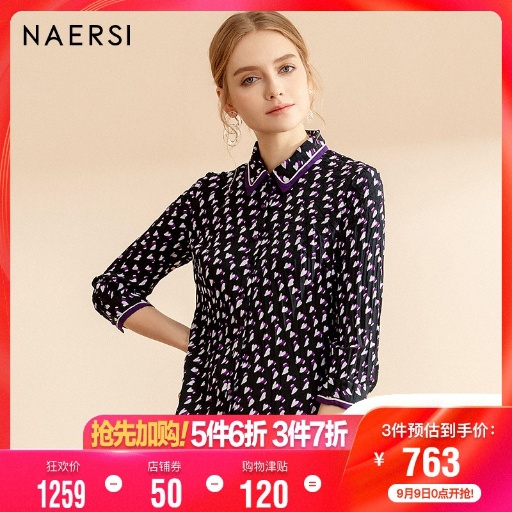 NAERSI
抢先加购! 5件6折 3件7折
3件预估到手价:
¥ 763
9月9日0点开抢!
狂欢价 店铺券 购物津贴
1259 - 50 - 120 =